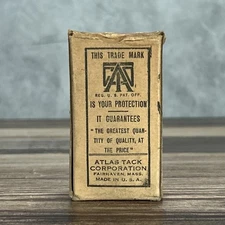 THIS TRADE MARK
REG. U. S. PAT. OFF.
IS YOUR PROTECTION
IT GUARANTEES
"THE GREATEST QUAN-
TITY OF QUALITY, AT
THE PRICE"
ATLAS TACK
CORPORATION
FAIRHAVEN, MASS.
MADE IN U.S.A.